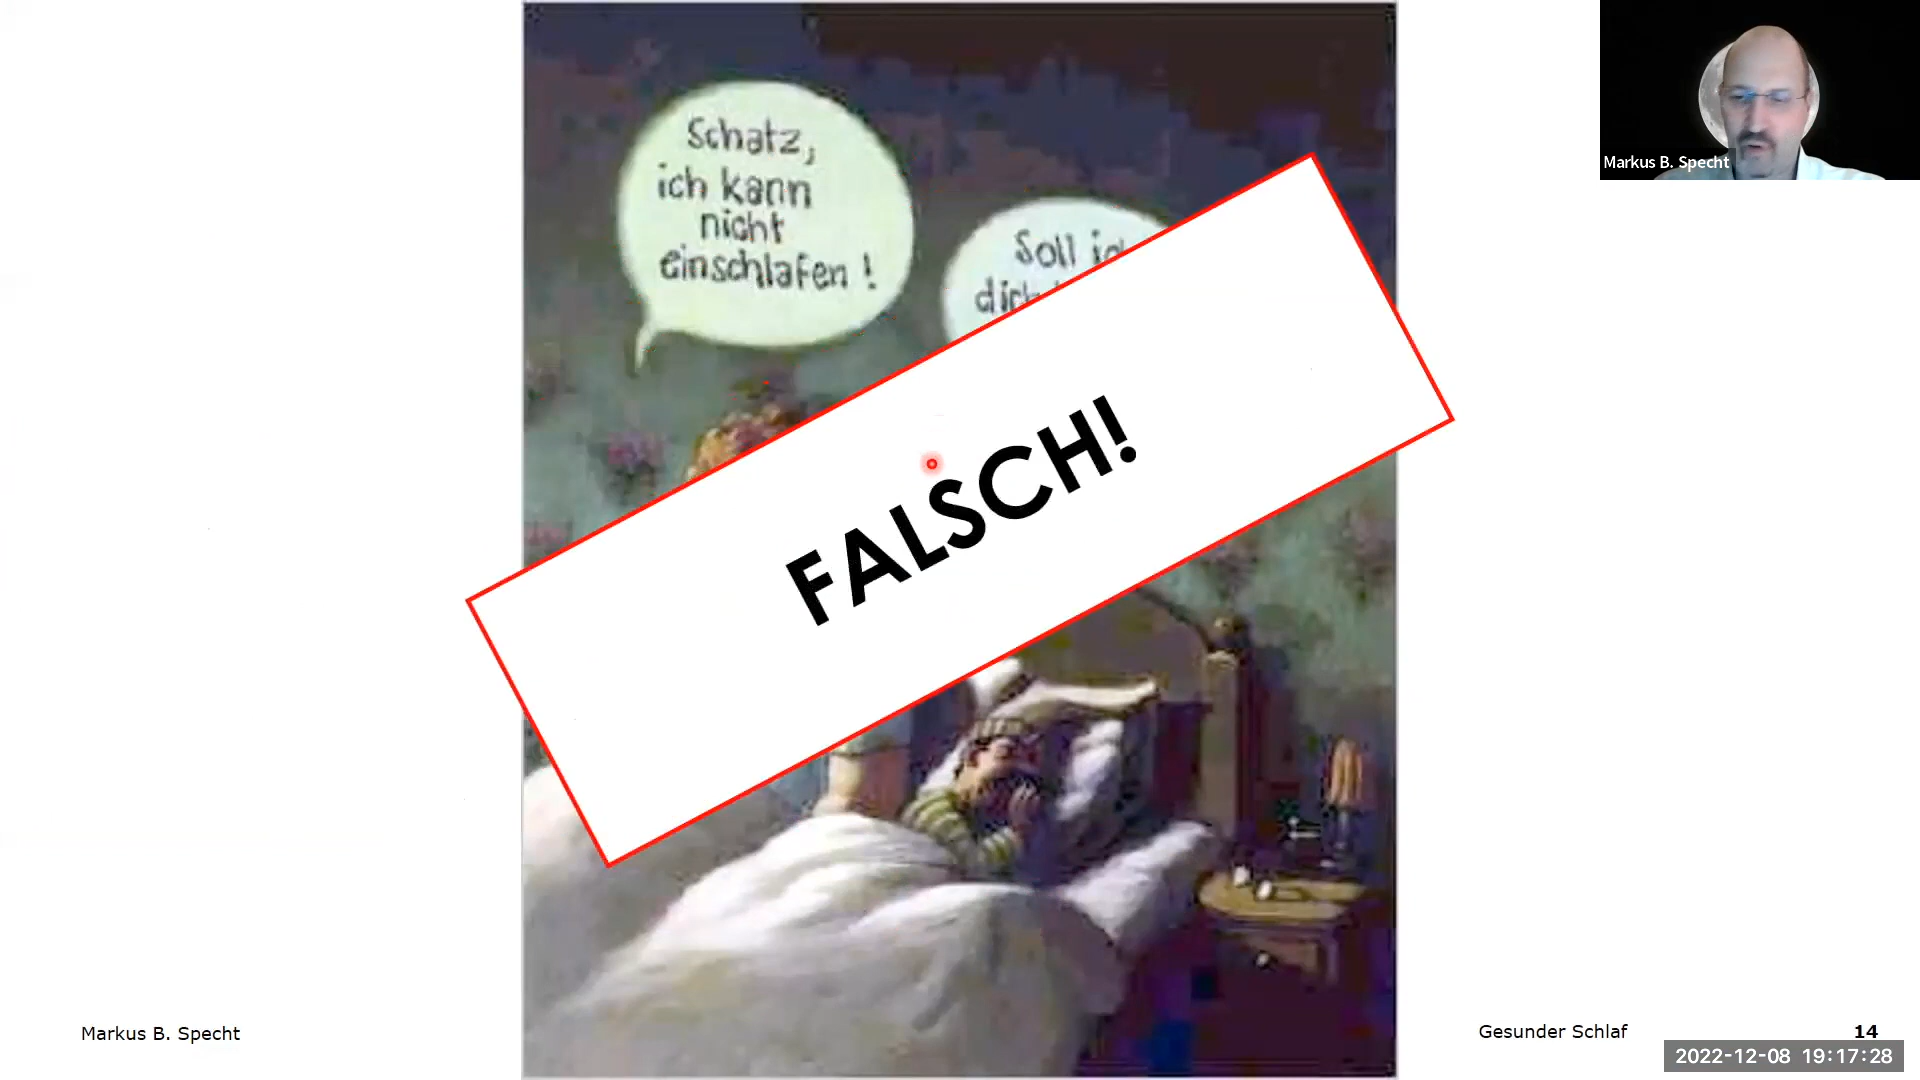 Schatz,
ich kann
nicht
einschlafen !
Soll
FALSCH!
Markus B. Specht
Markus B. Specht
Gesunder Schlaf
14
2022-12-08 19:17:28